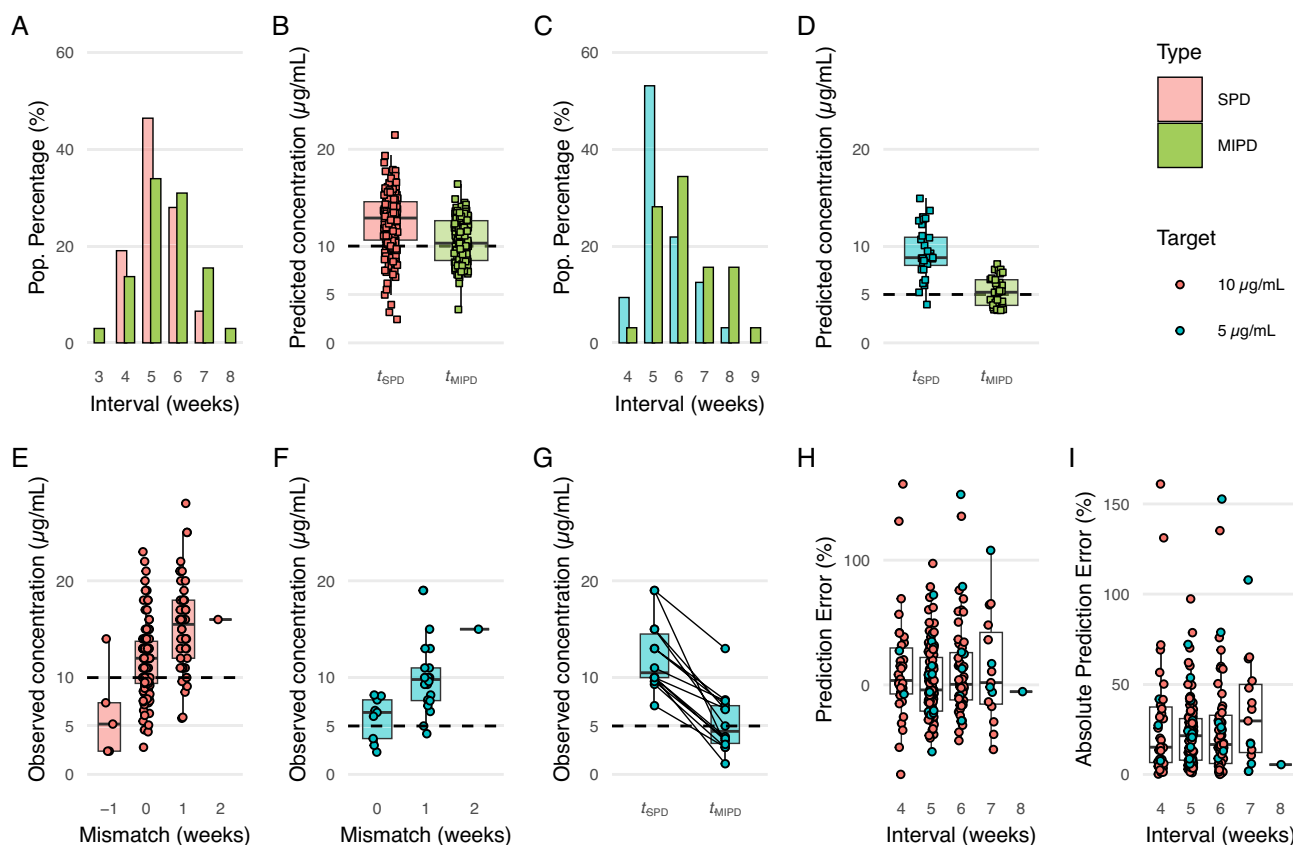 A
Pop. Percentage (%)
60
40
20
0
3 4 5 6 7 8
Interval (weeks)
B
Predicted concentration (µg/mL)
20
10
5
0
tSPD tMIPD
C
Pop. Percentage (%)
60
40
20
0
4 5 6 7 8 9
Interval (weeks)
D
Predicted concentration (µg/mL)
20
10
5
0
tSPD tMIPD
Type
SPD
MIPD
Target
10 µg/mL
5 µg/mL
E
Observed concentration (µg/mL)
20
10
5
0
−1 0 1 2
Mismatch (weeks)
F
Observed concentration (µg/mL)
20
10
5
0
0 1 2
Mismatch (weeks)
G
Observed concentration (µg/mL)
20
10
5
0
tSPD tMIPD
H
Prediction Error (%)
100
0
4 5 6 7 8
Interval (weeks)
I
Absolute Prediction Error (%)
150
100
50
0
4 5 6 7 8
Interval (weeks)